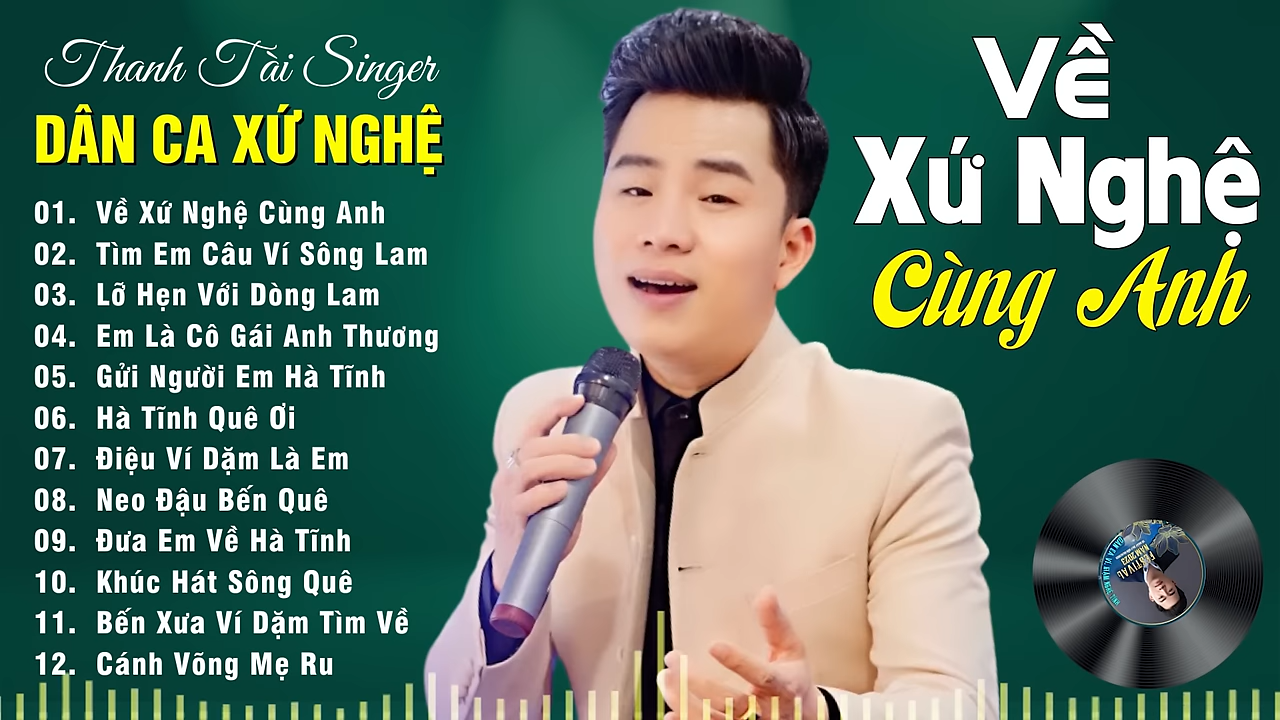 Thanh Tài Singer
DÂN CA XỨ NGHỆ
01. Về Xứ Nghệ Cùng Anh
02. Tìm Em Câu Ví Sông Lam
03. Lỡ Hẹn Với Dòng Lam
04. Em Là Cô Gái Anh Thương
05. Gửi Người Em Hà Tĩnh
06. Hà Tĩnh Quê Ơi
07. Điệu Ví Dặm Là Em
08. Neo Đậu Bến Quê
09. Đưa Em Về Hà Tĩnh
10. Khúc Hát Sông Quê
11. Bến Xưa Ví Dặm Tìm Về
12. Cánh Võng Mẹ Ru
Về
Xứ Nghệ
Cùng Anh
FESTIVAL
NĂM 2023